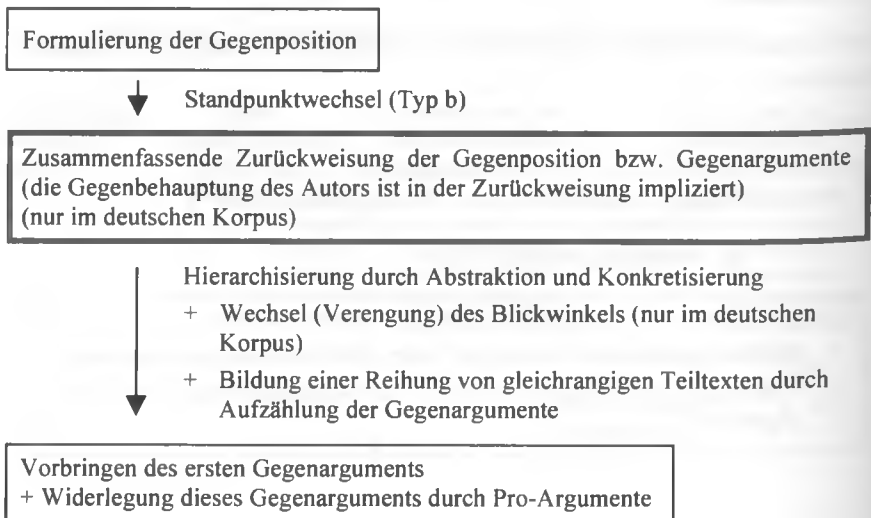 Formulierung der Gegenposition
Standpunktwechsel (Typ b)
Zusammenfassende Zurückweisung der Gegenposition bzw. Gegenargumente
(die Gegenbehauptung des Autors ist in der Zurückweisung impliziert)
(nur im deutschen Korpus)
Hierarchisierung durch Abstraktion und Konkretisierung
+ Wechsel (Verengung) des Blickwinkels (nur im deutschen
Korpus)
+ Bildung einer Reihung von gleichrangigen Teiltexten durch
Aufzählung der Gegenargumente
Vorbringen des ersten Gegenarguments
+ Widerlegung dieses Gegenarguments durch Pro-Argumente